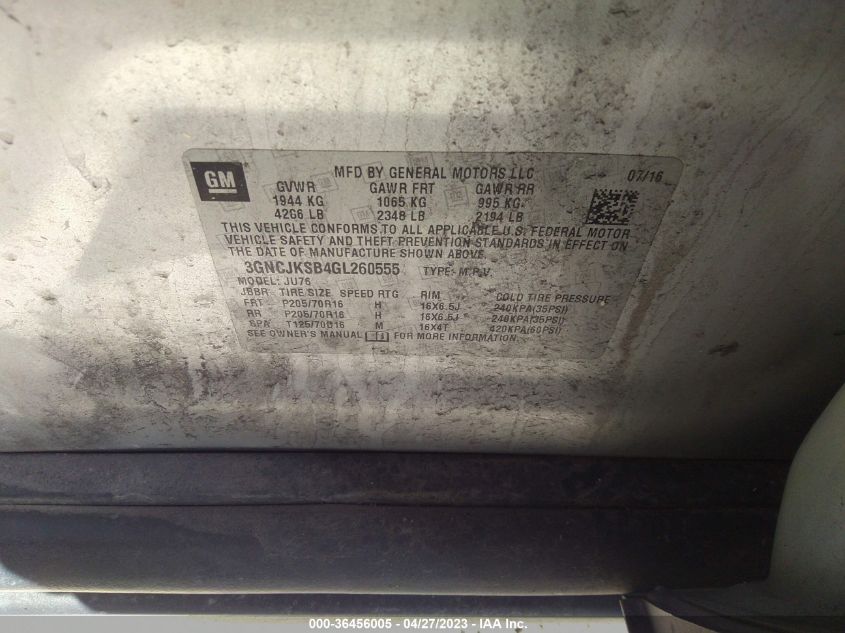 GM
MFD BY GENERAL MOTORS LLC 07/16
GVWR GAWR FRT GAWR RR
1944 KG 1065 KG 995 KG
4266 LB 2348 LB 2194 LB
THIS VEHICLE CONFORMS TO ALL APPLICABLE U.S. FEDERAL MOTOR
VEHICLE SAFETY AND THEFT PREVENTION STANDARDS IN EFFECT ON
THE DATE OF MANUFACTURE SHOWN ABOVE.
3GNCJKSB4GL260555 TYPE: M.P.V.
MODEL: JU76
JBBR TIRE SIZE SPEED RTG RIM COLD TIRE PRESSURE
FRT P205/70R16 H 16X6.5J 240KPA(35PSI)
RR P205/70R16 H 16X6.5J 240KPA(35PSI)
SPA T125/70D16 M 16X4T 420KPA(60PSI)
SEE OWNER'S MANUAL FOR MORE INFORMATION.
000-36456005 - 04/27/2023 - IAA Inc.